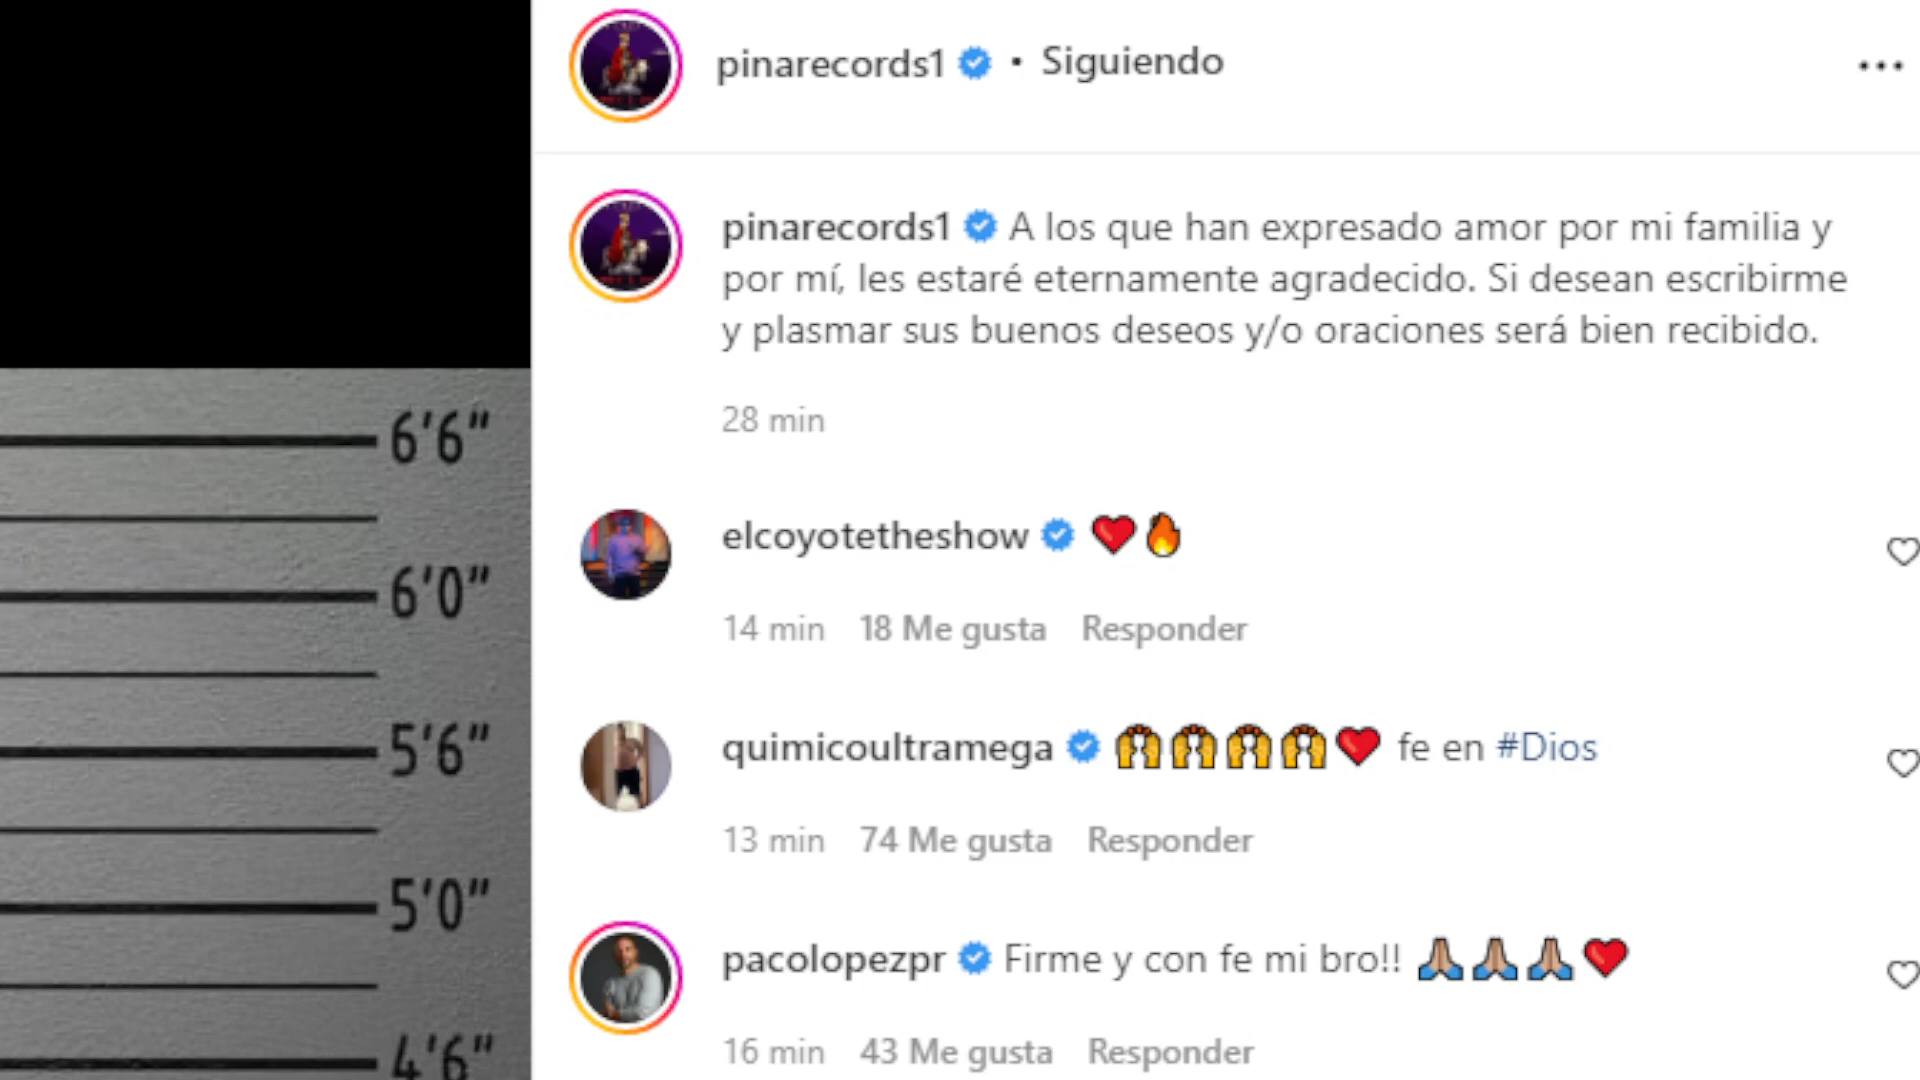 pinarecords1 • Siguiendo
pinarecords1 A los que han expresado amor por mi familia y
por mí, les estaré eternamente agradecido. Si desean escribirme
y plasmar sus buenos deseos y/o oraciones será bien recibido.
28 min
elcoyotetheshow ❤️🔥
14 min 18 Me gusta Responder
quimicoultramega 🙌🙌🙌🙌❤️ fe en #Dios
13 min 74 Me gusta Responder
pacolopezpr Firme y con fe mi bro!! 🙏🏽🙏🏽🙏🏽❤️
16 min 43 Me gusta Responder
6'6"
6'0"
5'6"
5'0"
4'6"